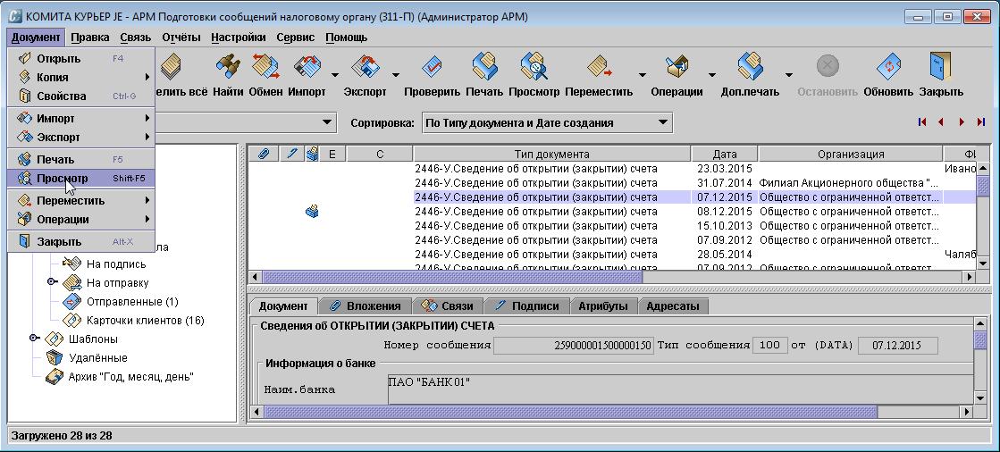 КОМИТА КУРЬЕР JE - АРМ Подготовки сообщений налоговому органу (311-П) (Администратор АРМ)
Документ Правка Связь Отчёты Настройки Сервис Помощь
Открыть F4
Копия
Свойства Ctrl-G
Импорт
Экспорт
Печать F5
Просмотр Shift-F5
Переместить
Операции
Закрыть Alt-X
елить всё Найти Обмен Импорт Экспорт Проверить Печать Просмотр Переместить Операции Доп.печать Остановить Обновить Закрыть
Сортировка: По Типу документа и Дате создания
ла
На подпись
На отправку
Отправленные (1)
Карточки клиентов (16)
Шаблоны
Удалённые
Архив "Год, месяц, день"
Е С Тип документа Дата Организация
2446-У.Сведение об открытии (закрытии) счета 23.03.2015 Ивано
2446-У.Сведение об открытии (закрытии) счета 31.07.2014 Филиал Акционерного общества "...
2446-У.Сведение об открытии (закрытии) счета 07.12.2015 Общество с ограниченной ответст...
2446-У.Сведение об открытии (закрытии) счета 08.12.2015 Общество с ограниченной ответст...
2446-У.Сведение об открытии (закрытии) счета 15.10.2013 Общество с ограниченной ответст...
2446-У.Сведение об открытии (закрытии) счета 07.09.2012 Общество с ограниченной ответст...
2446-У.Сведение об открытии (закрытии) счета 28.05.2014 Чаляб
2446-У.Сведение об открытии (закрытии) счета 07.09.2012 Общество с ограниченной ответст...
Документ Вложения Связи Подписи Атрибуты Адресаты
Сведения об ОТКРЫТИИ (ЗАКРЫТИИ) СЧЕТА
Номер сообщения 259000001500000150 Тип сообщения 100 от (DATA) 07.12.2015
Информация о банке
Наим.банка ПАО "БАНК 01"
Загружено 28 из 28